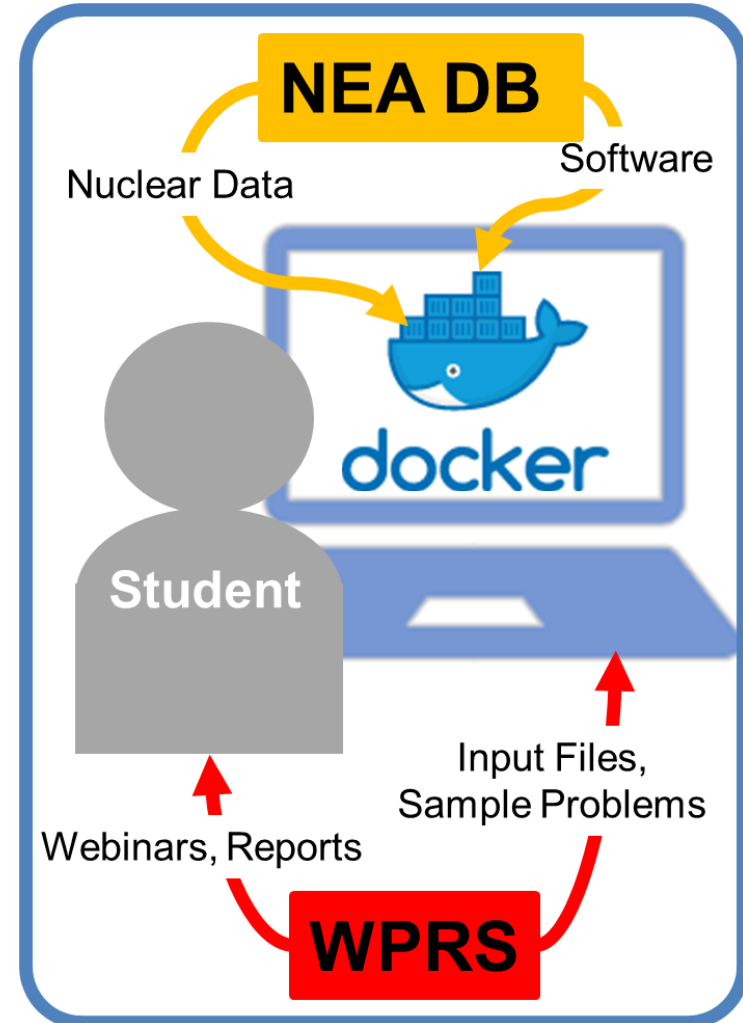 NEA DB
Software
Nuclear Data
docker
Student
Input Files,
Sample Problems
Webinars, Reports
WPRS